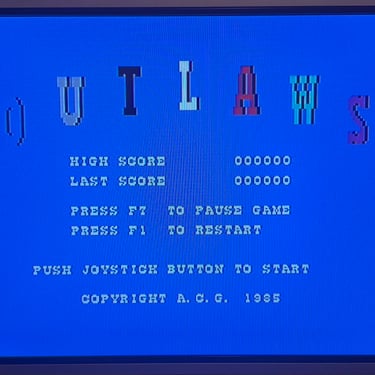 OUTLAWS
HIGH SCORE 000000
LAST SCORE 000000
PRESS F7 TO PAUSE GAME
PRESS F1 TO RESTART
PUSH JOYSTICK BUTTON TO START
COPYRIGHT A.C.G. 1985